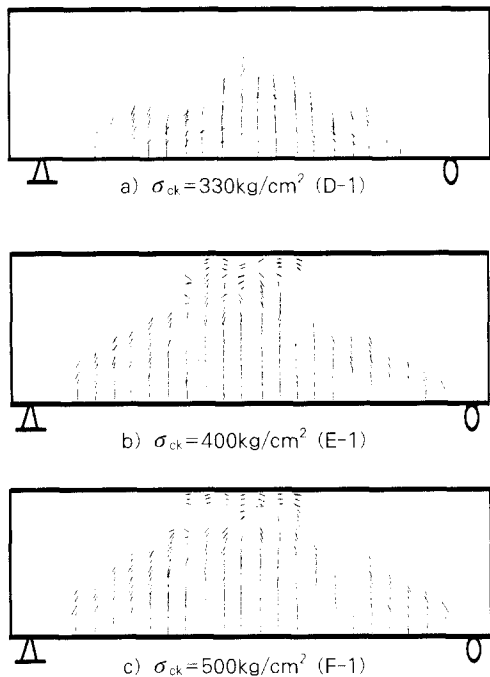 a) σck=330kg/cm² (D-1)
b) σck=400kg/cm² (E-1)
c) σck=500kg/cm² (F-1)